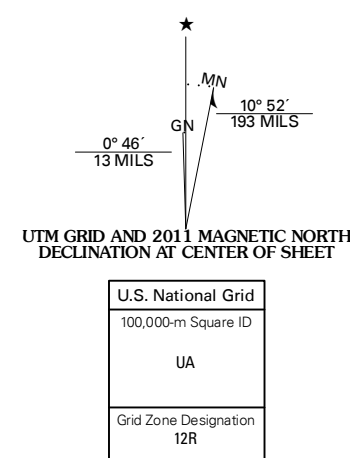 ★
MN
GN
0° 46´
13 MILS
10° 52´
193 MILS
UTM GRID AND 2011 MAGNETIC NORTH
DECLINATION AT CENTER OF SHEET
U.S. National Grid
100,000-m Square ID
UA
Grid Zone Designation
12R